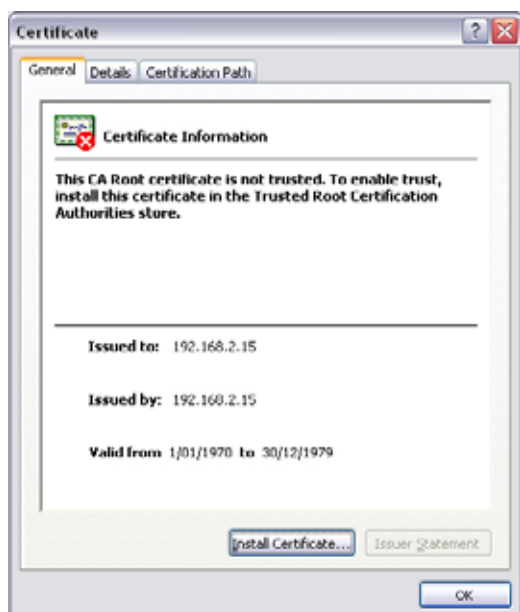 Certificate
General Details Certification Path
Certificate Information
This CA Root certificate is not trusted. To enable trust,
install this certificate in the Trusted Root Certification
Authorities store.
Issued to: 192.168.2.15
Issued by: 192.168.2.15
Valid from 1/01/1970 to 30/12/1979
Install Certificate... Issuer Statement
OK